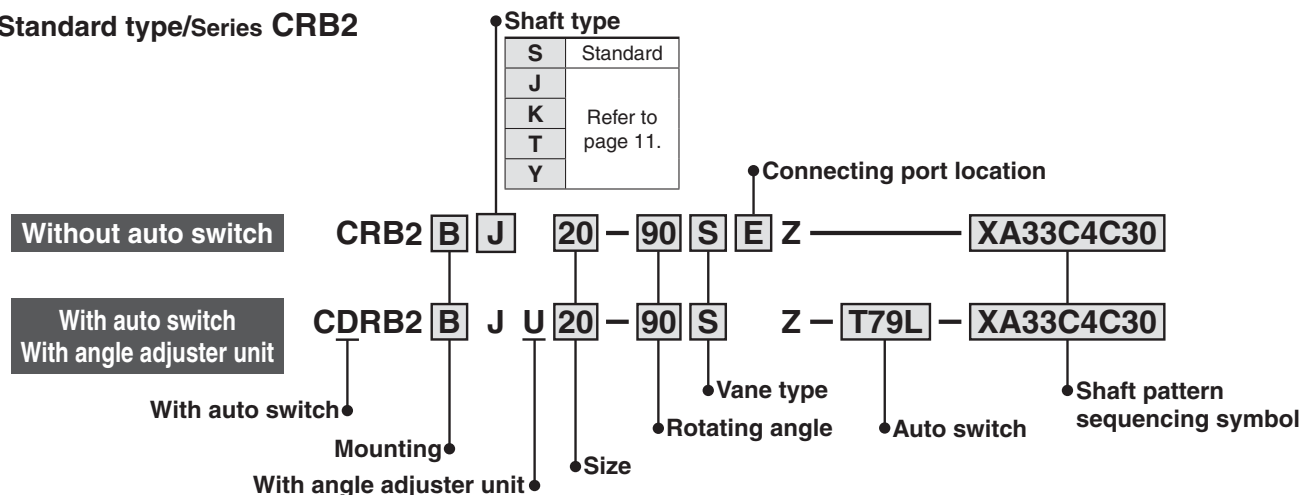 Standard type/Series CRB2
Shaft type
S Standard
J
K
T
Y
Refer to
page 11.
Connecting port location
Without auto switch
CRB2 B J 20 – 90 S E Z XA33C4C30
With auto switch
With angle adjuster unit
CDRB2 B J U 20 – 90 S Z – T79L – XA33C4C30
With auto switch
Mounting
With angle adjuster unit
Size
Rotating angle
Vane type
Auto switch
Shaft pattern
sequencing symbol